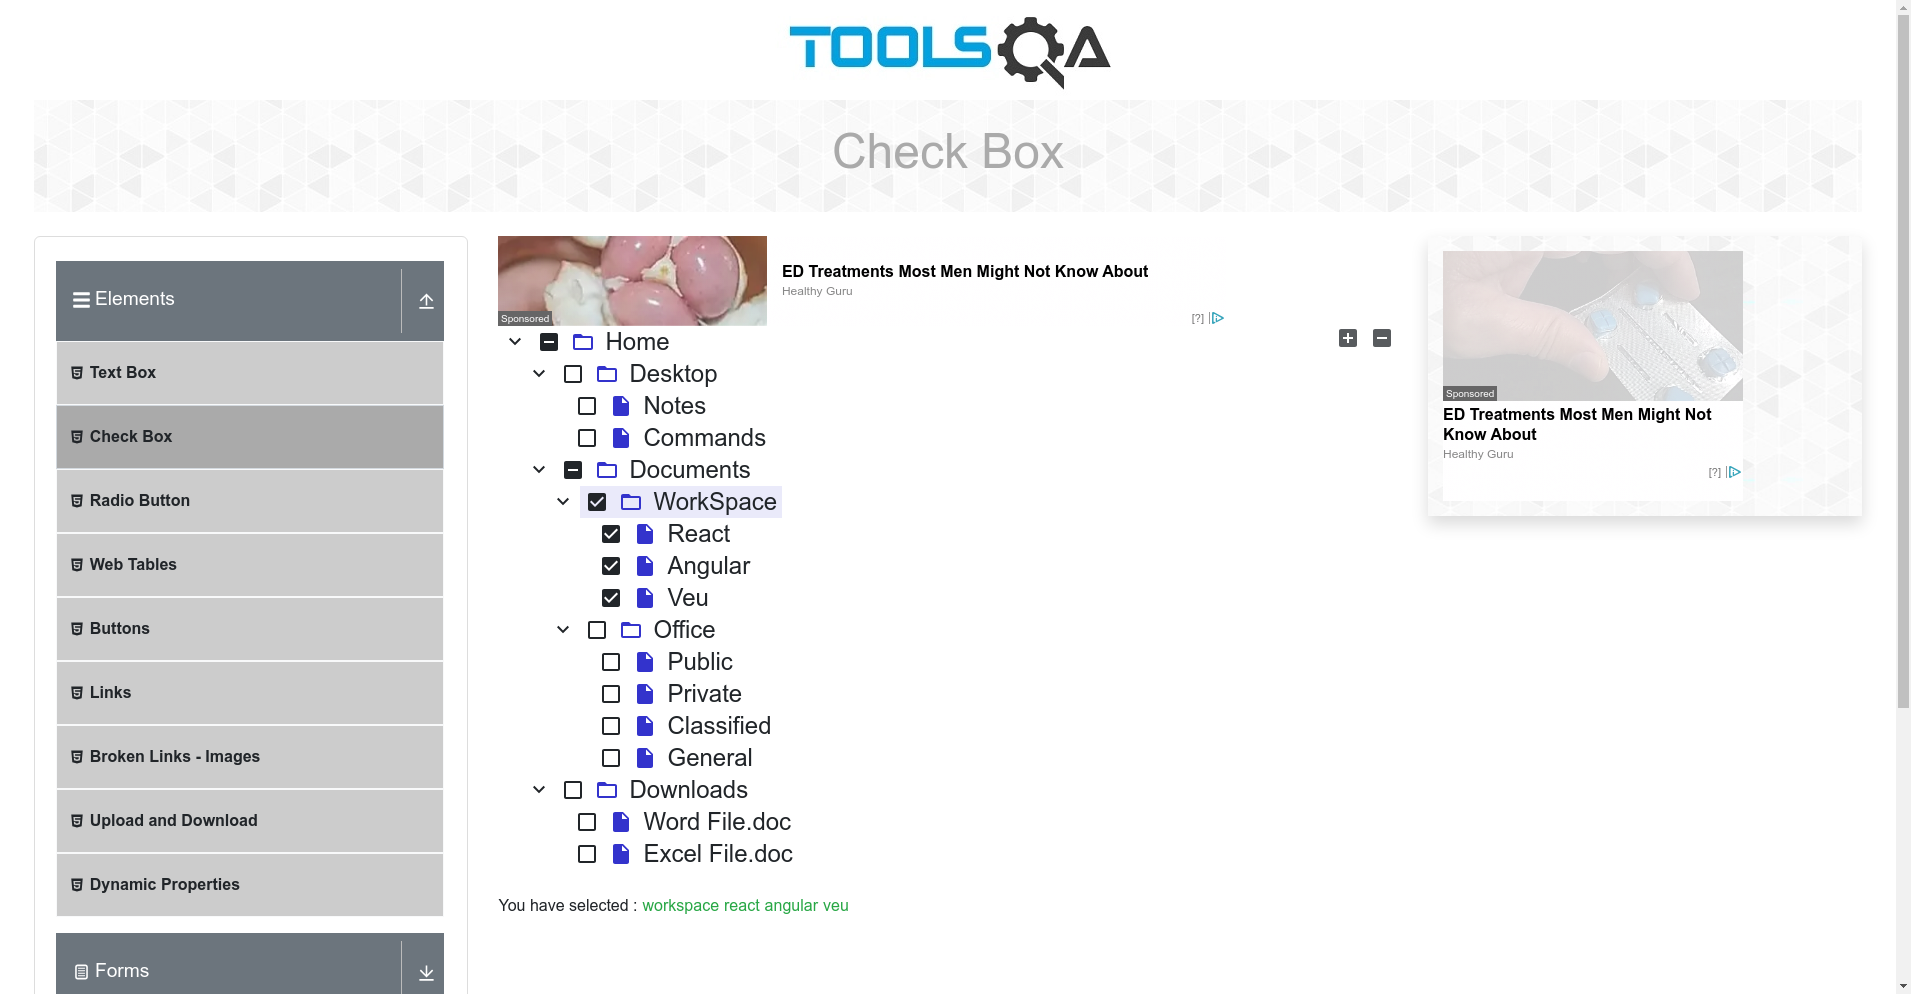 TOOLSQA
Check Box
Elements
Text Box
Check Box
Radio Button
Web Tables
Buttons
Links
Broken Links - Images
Upload and Download
Dynamic Properties
Forms
Sponsored
ED Treatments Most Men Might Not Know About
Healthy Guru
[?]
Home
Desktop
Notes
Commands
Documents
WorkSpace
React
Angular
Veu
Office
Public
Private
Classified
General
Downloads
Word File.doc
Excel File.doc
You have selected : workspace react angular veu
Sponsored
ED Treatments Most Men Might Not
Know About
Healthy Guru
[?]